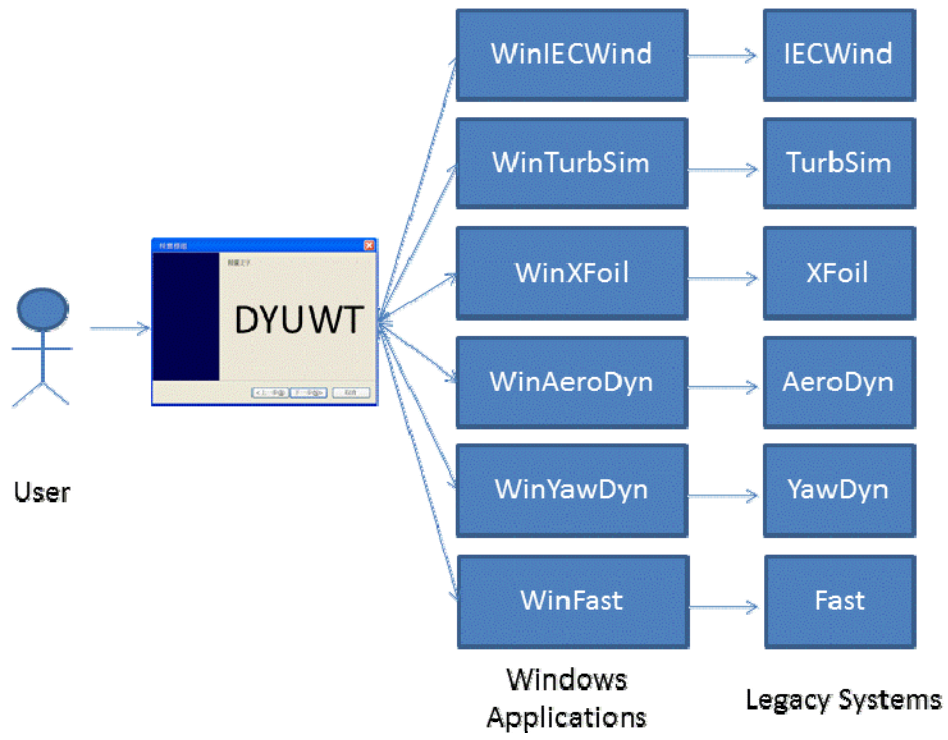 WinIECWind
IECWind
WinTurbSim
TurbSim
WinXFoil
XFoil
DYUWT
WinAeroDyn
AeroDyn
User
WinYawDyn
YawDyn
WinFast
Fast
Windows
Applications
Legacy Systems